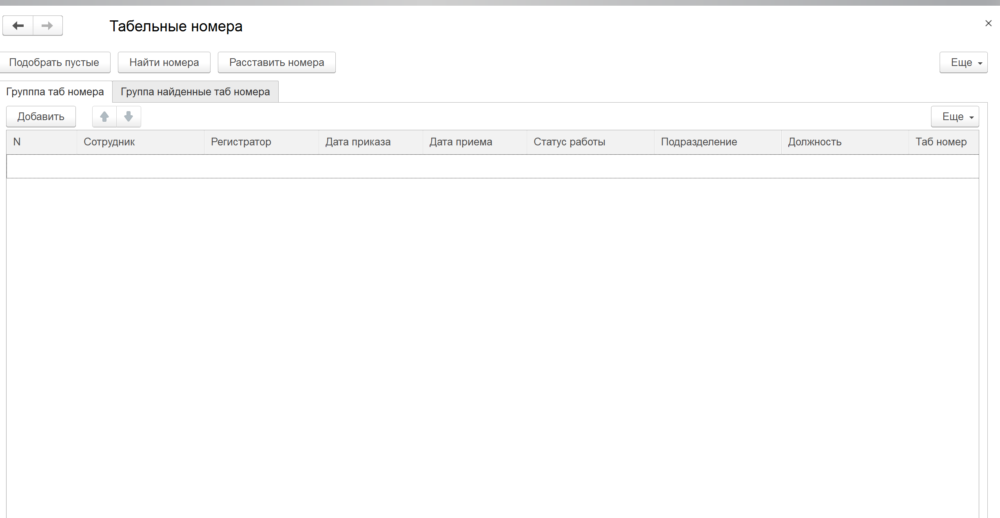 Табельные номера
Подобрать пустые Найти номера Расставить номера Еще
Групппа таб номера Группа найденные таб номера
Добавить Еще
N Сотрудник Регистратор Дата приказа Дата приема Статус работы Подразделение Должность Таб номер